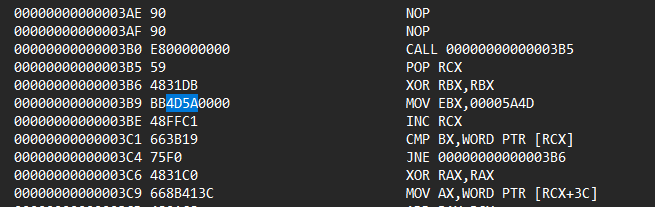 00000000000003AE 90 NOP
00000000000003AF 90 NOP
00000000000003B0 E800000000 CALL 00000000000003B5
00000000000003B5 59 POP RCX
00000000000003B6 4831DB XOR RBX,RBX
00000000000003B9 BB4D5A0000 MOV EBX,00005A4D
00000000000003BE 48FFC1 INC RCX
00000000000003C1 663B19 CMP BX,WORD PTR [RCX]
00000000000003C4 75F0 JNE 00000000000003B6
00000000000003C6 4831C0 XOR RAX,RAX
00000000000003C9 668B413C MOV AX,WORD PTR [RCX+3C]